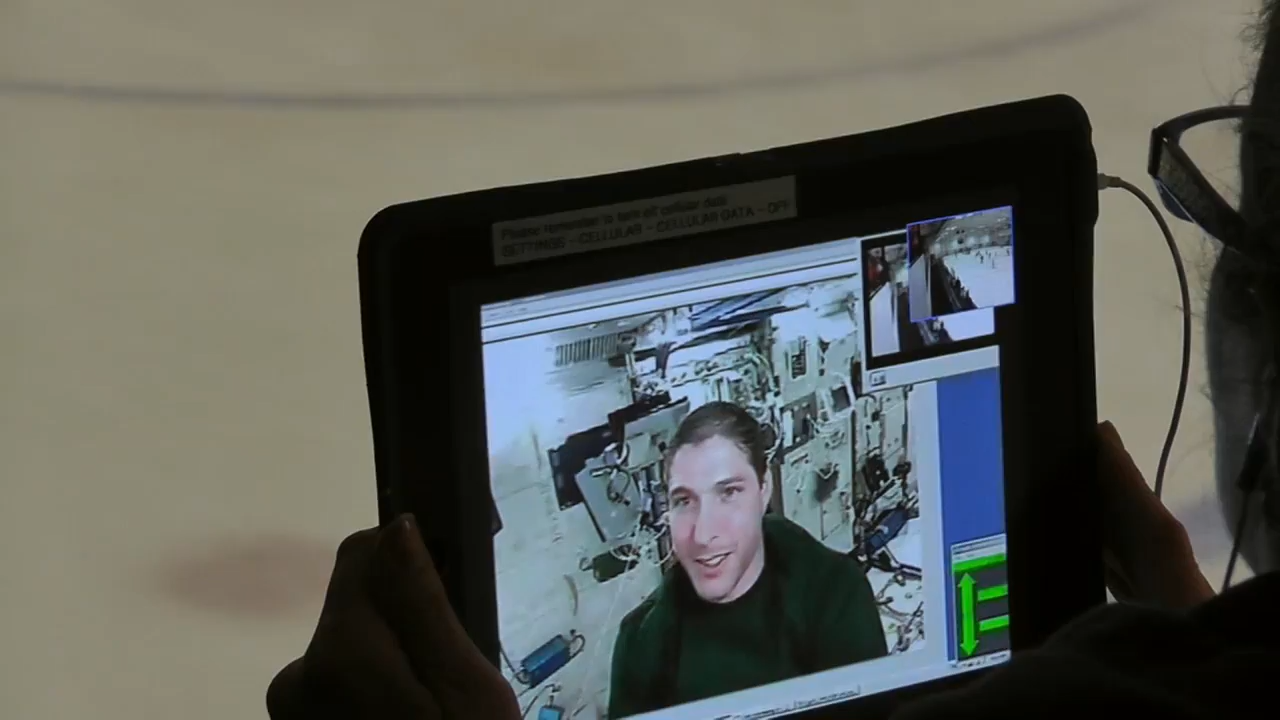 Please remember to turn off cellular data
SETTINGS - CELLULAR - CELLULAR DATA - OFF